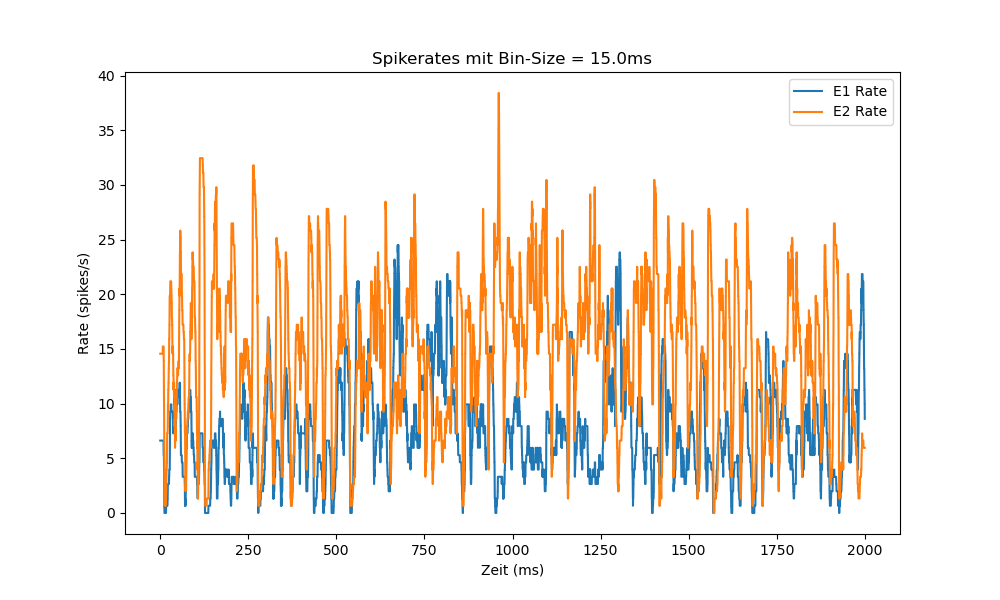 Spikerates mit Bin-Size = 15.0ms
E1 Rate
E2 Rate
40
35
30
25
20
15
10
5
0
Rate (spikes/s)
0 250 500 750 1000 1250 1500 1750 2000
Zeit (ms)